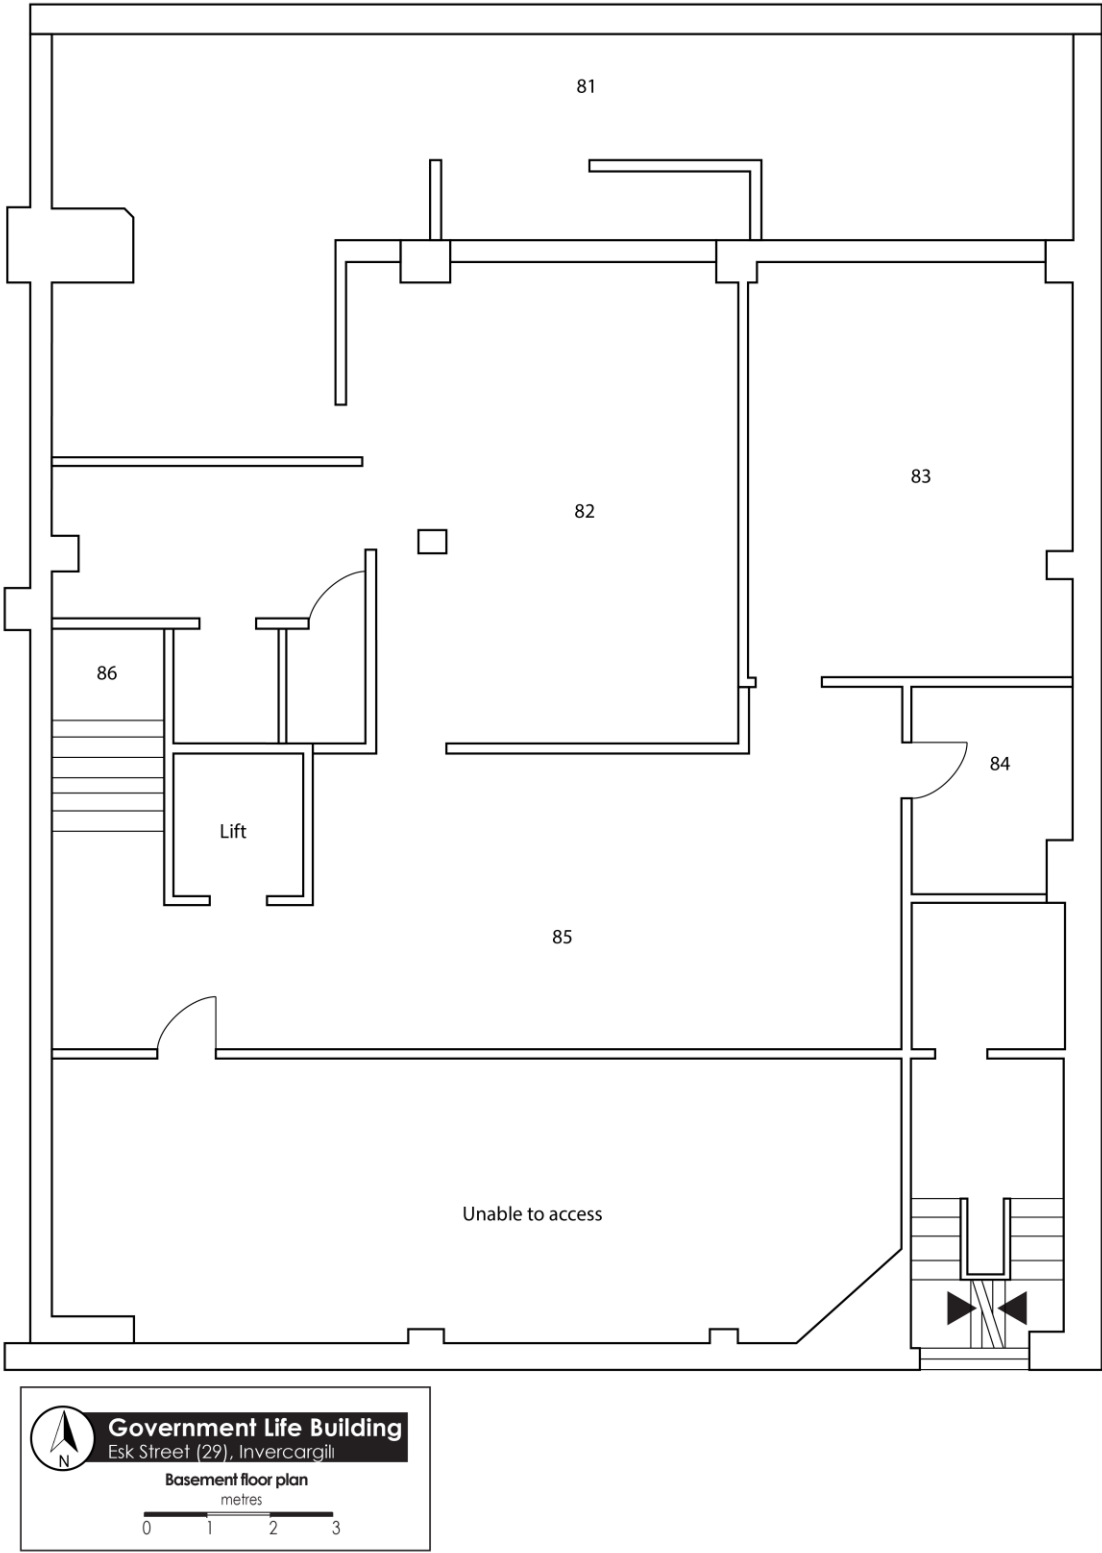 81
82
83
86
84
Lift
85
Unable to access
Government Life Building
Esk Street (29), Invercargill
N
Basement floor plan
metres
0 1 2 3